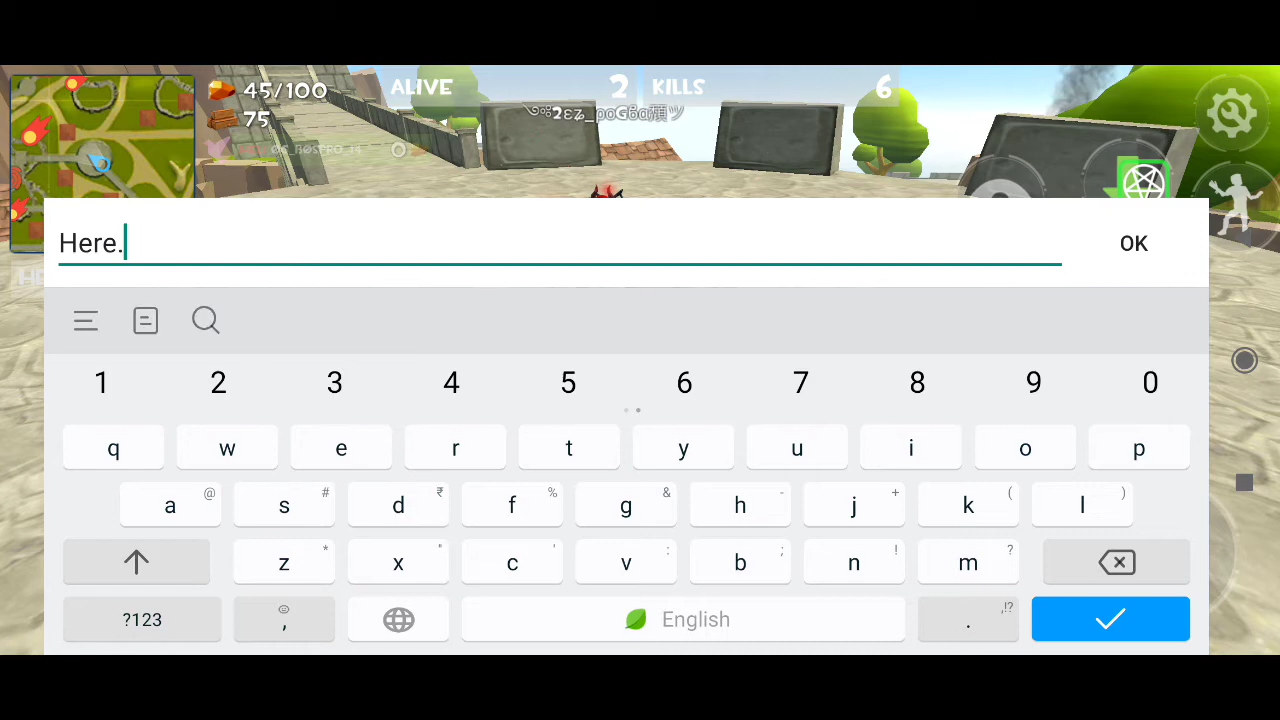 45/100
ALIVE 2 KILLS 6
75
Here.
OK
1 2 3 4 5 6 7 8 9 0
q w e r t y u i o p
@ # ₹ % & - + ( )
a s d f g h j k l
* " ' : ; ! ?
z x c v b n m
?123 , English . ,!?